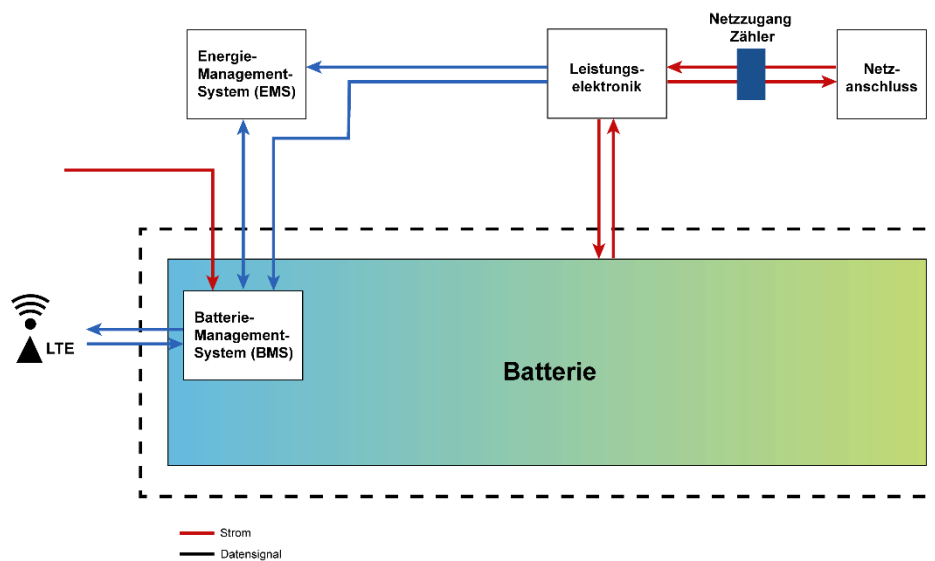 Netzzugang
Zähler
Energie-
Management-
System (EMS)
Leistungs-
elektronik
Netz-
anschluss
Batterie-
Management-
System (BMS)
LTE
Batterie
Strom
Datensignal